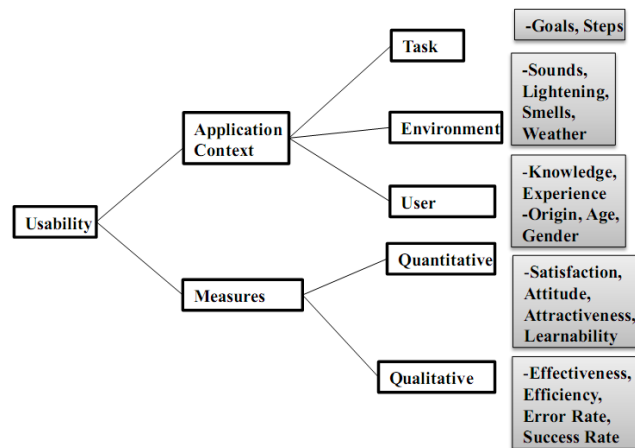 Usability
Application
Context
Measures
Task
Environment
User
Quantitative
Qualitative
-Goals, Steps
-Sounds,
Lightening,
Smells,
Weather
-Knowledge,
Experience
-Origin, Age,
Gender
-Satisfaction,
Attitude,
Attractiveness,
Learnability
-Effectiveness,
Efficiency,
Error Rate,
Success Rate